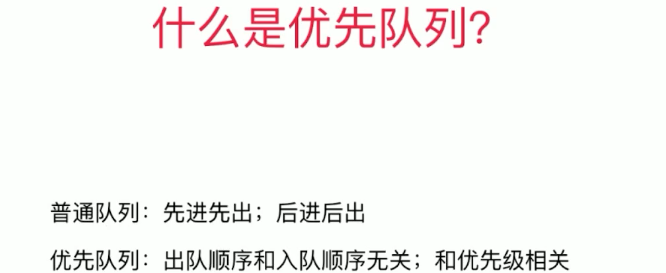 什么是优先队列？
普通队列：先进先出；后进后出
优先队列：出队顺序和入队顺序无关；和优先级相关